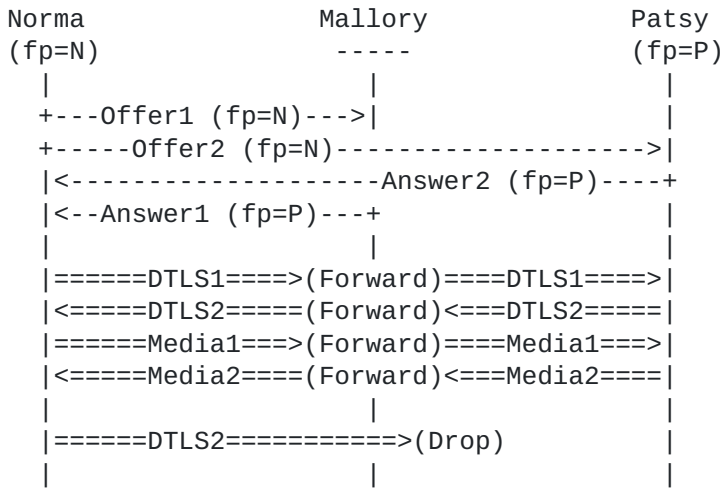 Norma                   Mallory                   Patsy
(fp=N)                   -----                   (fp=P)
  |                        |                        |
  +---Offer1 (fp=N)--->|                        |
  +-----Offer2 (fp=N)--------------------->|
  |<--------------------Answer2 (fp=P)----+
  |<--Answer1 (fp=P)---+                        |
  |                        |                        |
  |======DTLS1====>(Forward)====DTLS1====>|
  |<=====DTLS2=====(Forward)<===DTLS2=====|
  |======Media1===>(Forward)====Media1===>|
  |<=====Media2====(Forward)<===Media2====|
  |                        |                        |
  |======DTLS2===========>(Drop)            |
  |                        |                        |